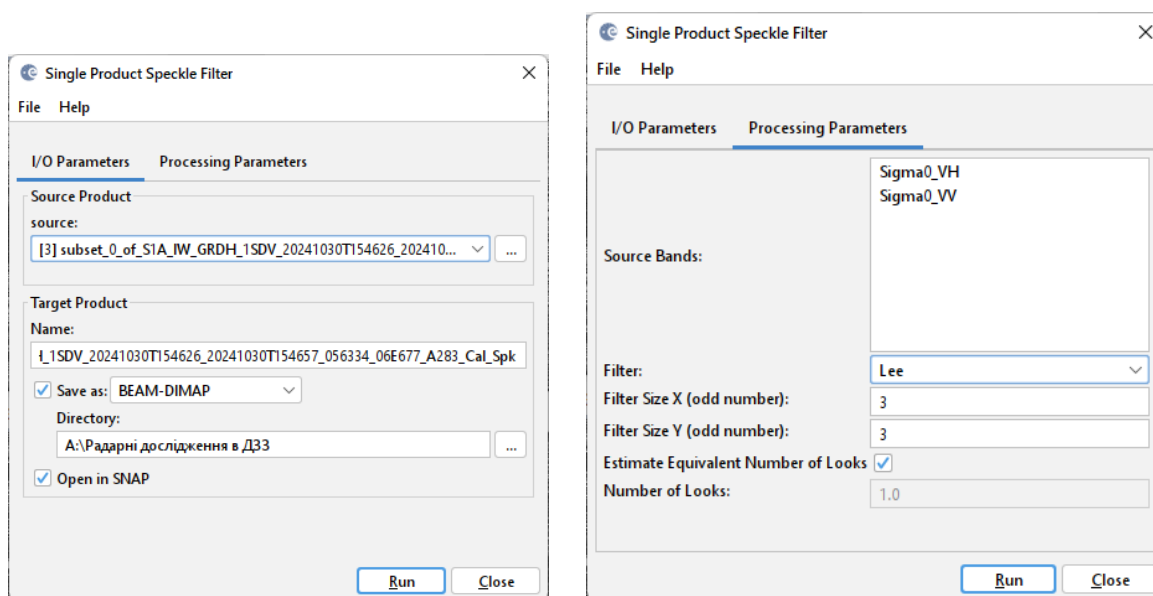 Single Product Speckle Filter
File Help
I/O Parameters Processing Parameters
Source Product
source:
[3] subset_0_of_S1A_IW_GRDH_1SDV_20241030T154626_202410... ...
Target Product
Name:
H_1SDV_20241030T154626_20241030T154657_056334_06E677_A283_Cal_Spk
Save as: BEAM-DIMAP
Directory:
A:\Радарні дослідження в ДЗЗ ...
Open in SNAP
Run Close
Single Product Speckle Filter
File Help
I/O Parameters Processing Parameters
Source Bands:
Sigma0_VH
Sigma0_VV
Filter: Lee
Filter Size X (odd number): 3
Filter Size Y (odd number): 3
Estimate Equivalent Number of Looks
Number of Looks: 1.0
Run Close